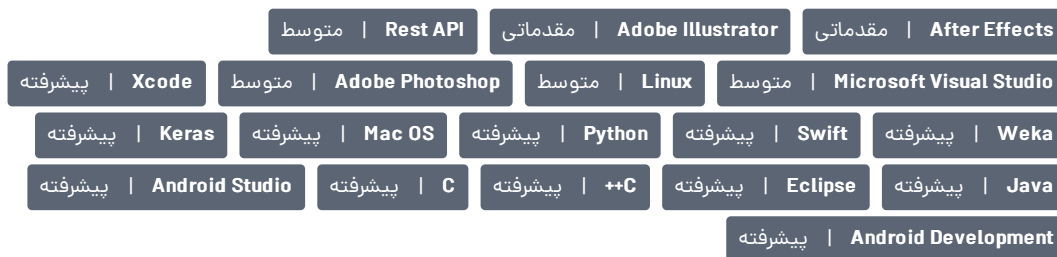 After Effects | مقدماتی Adobe Illustrator | مقدماتی Rest API | متوسط
Microsoft Visual Studio | متوسط Linux | متوسط Adobe Photoshop | متوسط Xcode | پیشرفته
Weka | پیشرفته Swift | پیشرفته Python | پیشرفته Mac OS | پیشرفته Keras | پیشرفته
Java | پیشرفته Eclipse | پیشرفته ++C | پیشرفته C | پیشرفته Android Studio | پیشرفته
Android Development | پیشرفته